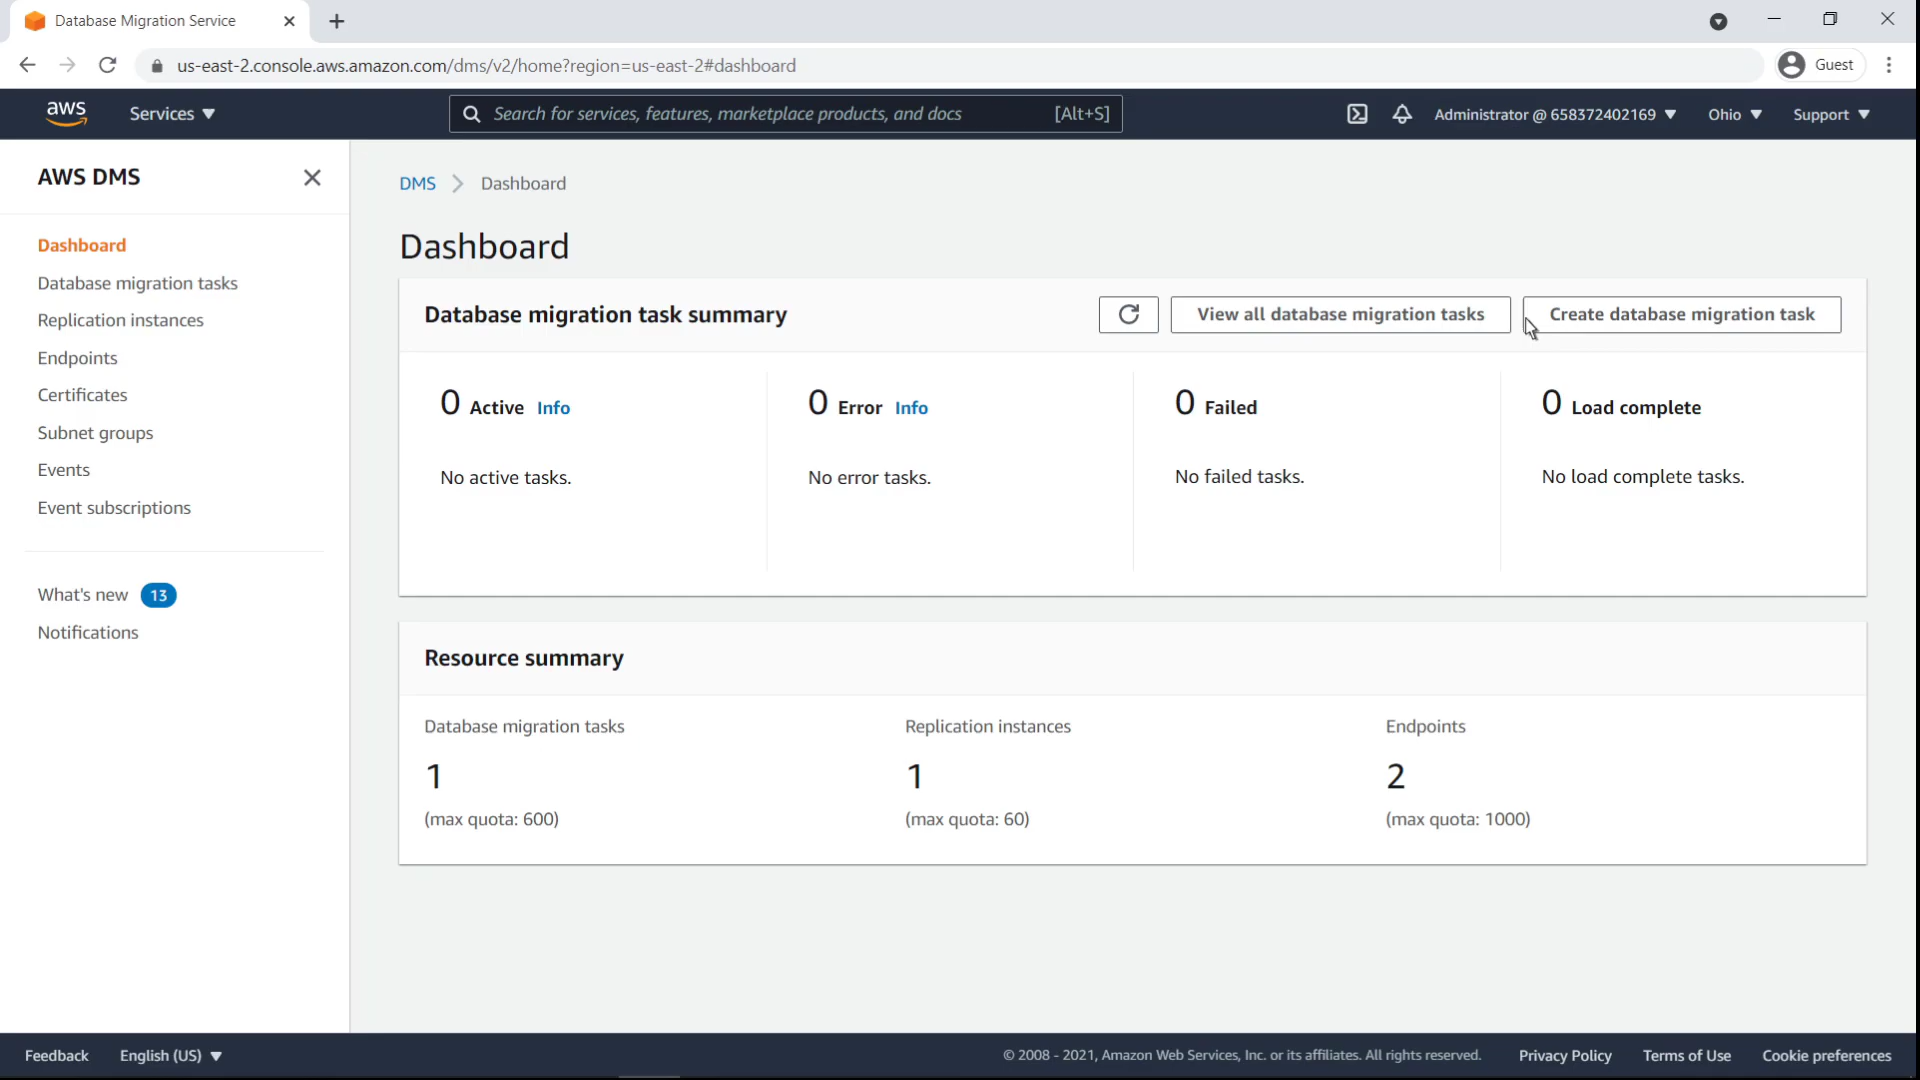 Database Migration Service
us-east-2.console.aws.amazon.com/dms/v2/home?region=us-east-2#dashboard
Guest
aws
Services
Search for services, features, marketplace products, and docs
[Alt+S]
Administrator @ 658372402169
Ohio
Support
AWS DMS
Dashboard
Database migration tasks
Replication instances
Endpoints
Certificates
Subnet groups
Events
Event subscriptions
What's new 13
Notifications
DMS
Dashboard
Dashboard
Database migration task summary
View all database migration tasks
Create database migration task
0 Active Info
No active tasks.
0 Error Info
No error tasks.
0 Failed
No failed tasks.
0 Load complete
No load complete tasks.
Resource summary
Database migration tasks
1
(max quota: 600)
Replication instances
1
(max quota: 60)
Endpoints
2
(max quota: 1000)
Feedback
English (US)
© 2008 - 2021, Amazon Web Services, Inc. or its affiliates. All rights reserved.
Privacy Policy
Terms of Use
Cookie preferences